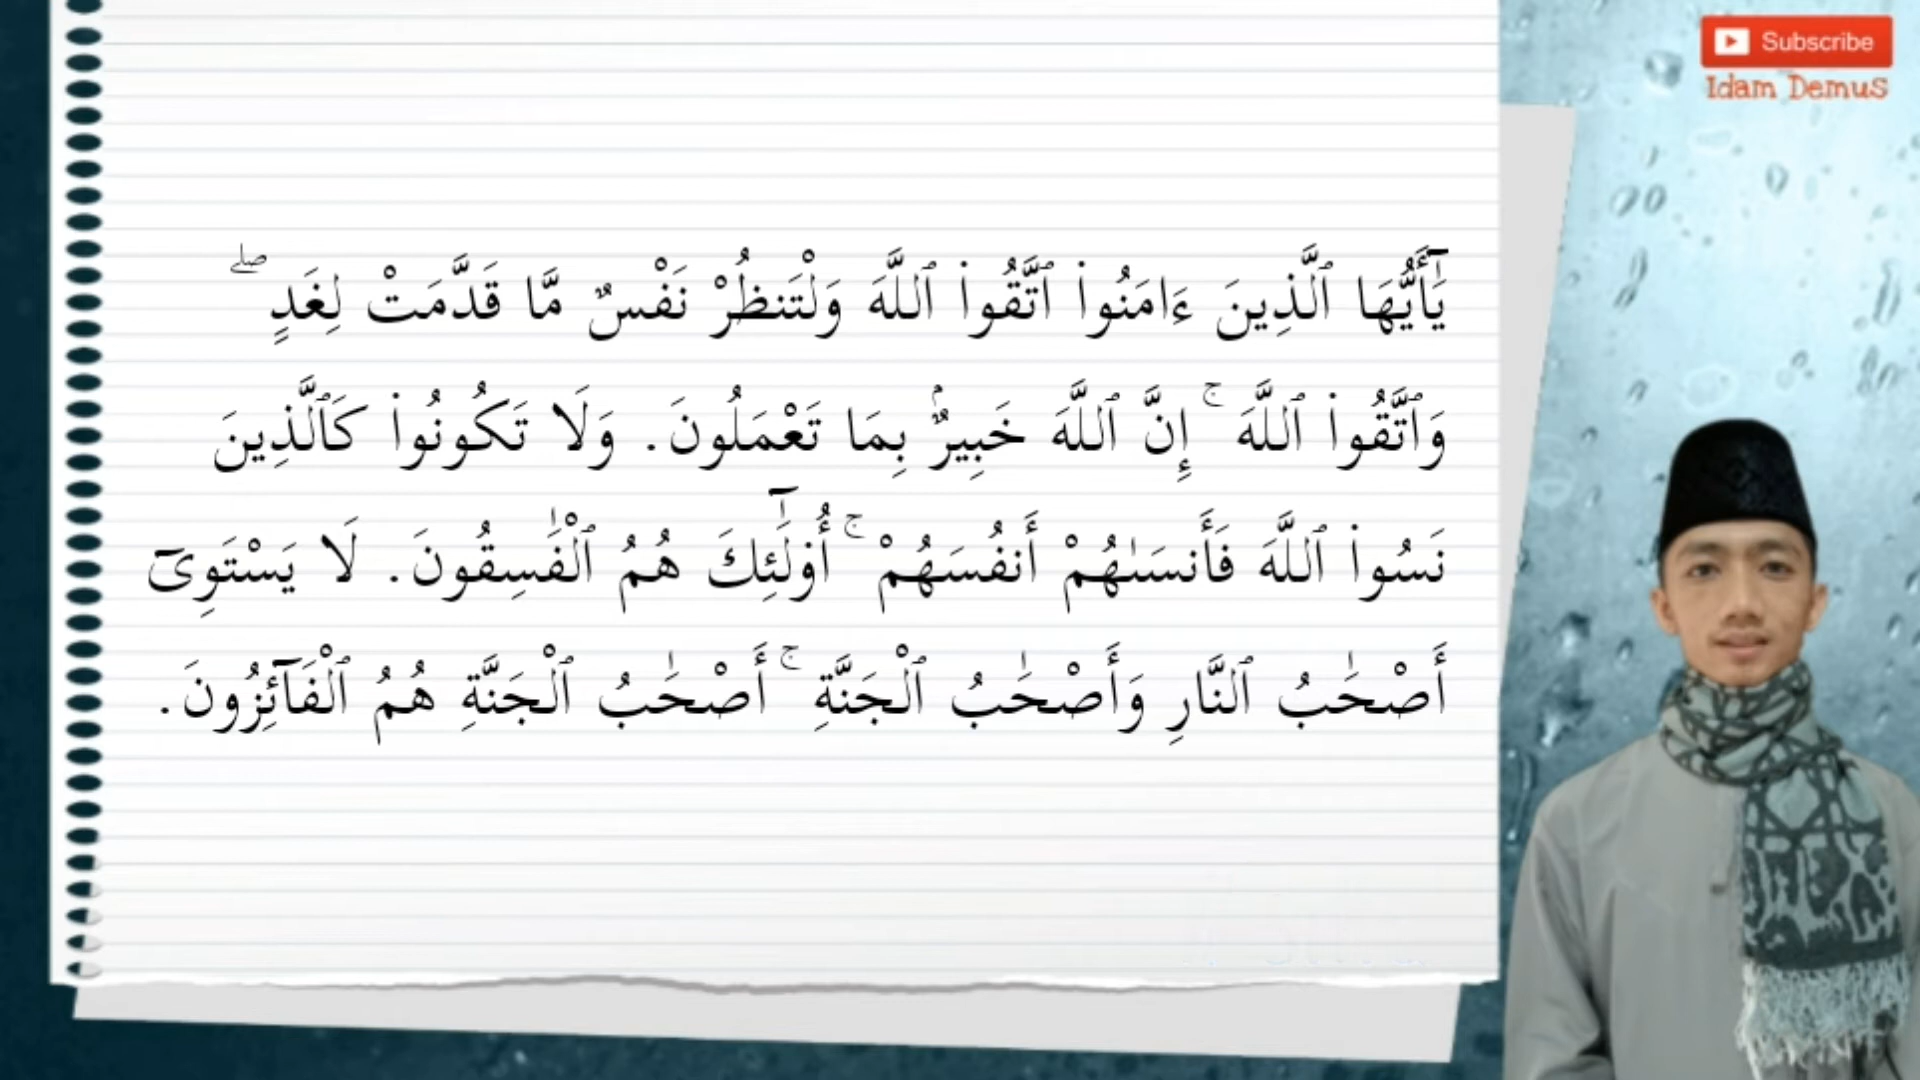 يَٰٓأَيُّهَا ٱلَّذِينَ ءَامَنُوا۟ ٱتَّقُوا۟ ٱللَّهَ وَلْتَنظُرْ نَفْسٌ مَّا قَدَّمَتْ لِغَدٍ ۖ
وَٱتَّقُوا۟ ٱللَّهَ ۚ إِنَّ ٱللَّهَ خَبِيرٌۢ بِمَا تَعْمَلُونَ. وَلَا تَكُونُوا۟ كَٱلَّذِينَ
نَسُوا۟ ٱللَّهَ فَأَنسَىٰهُمْ أَنفُسَهُمْ ۚ أُو۟لَٰٓئِكَ هُمُ ٱلْفَٰسِقُونَ. لَا يَسْتَوِىٓ
أَصْحَٰبُ ٱلنَّارِ وَأَصْحَٰبُ ٱلْجَنَّةِ ۚ أَصْحَٰبُ ٱلْجَنَّةِ هُمُ ٱلْفَآئِزُونَ.
Subscribe
Idam Demus